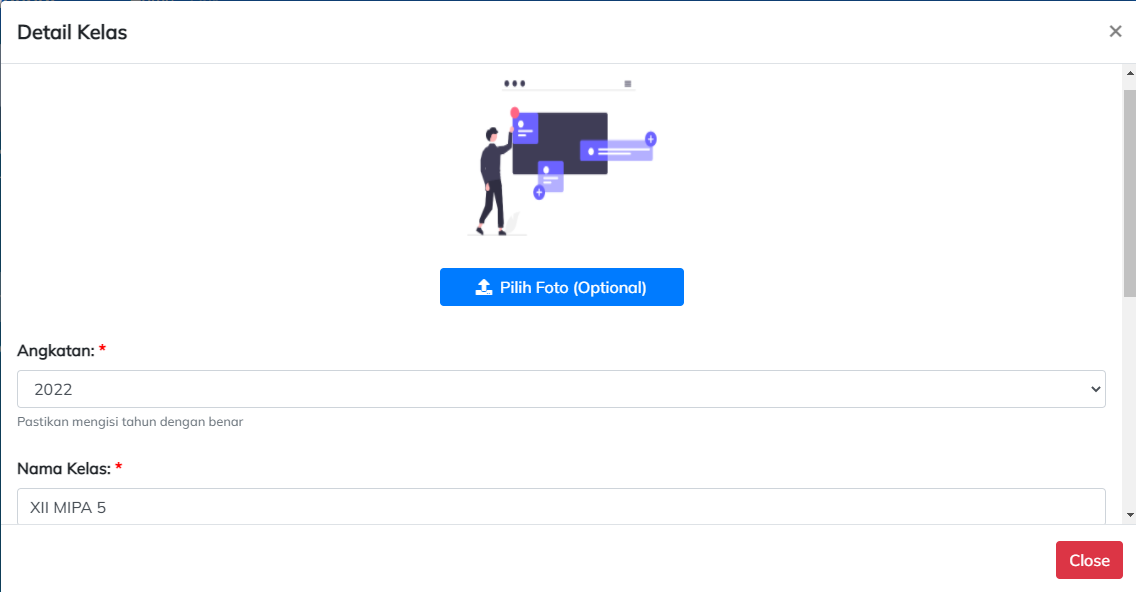 Detail Kelas
×
Pilih Foto (Optional)
Angkatan: *
2022
Pastikan mengisi tahun dengan benar
Nama Kelas: *
XII MIPA 5
Close